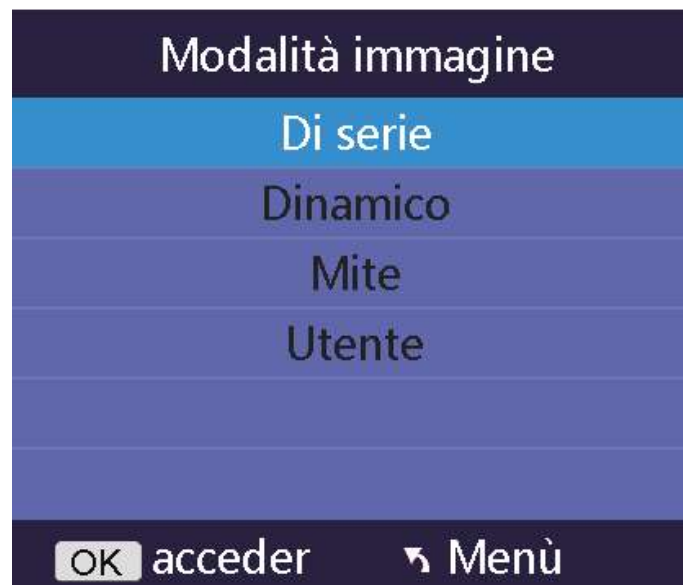 Modalità immagine
Di serie
Dinamico
Mite
Utente
OK acceder Menù